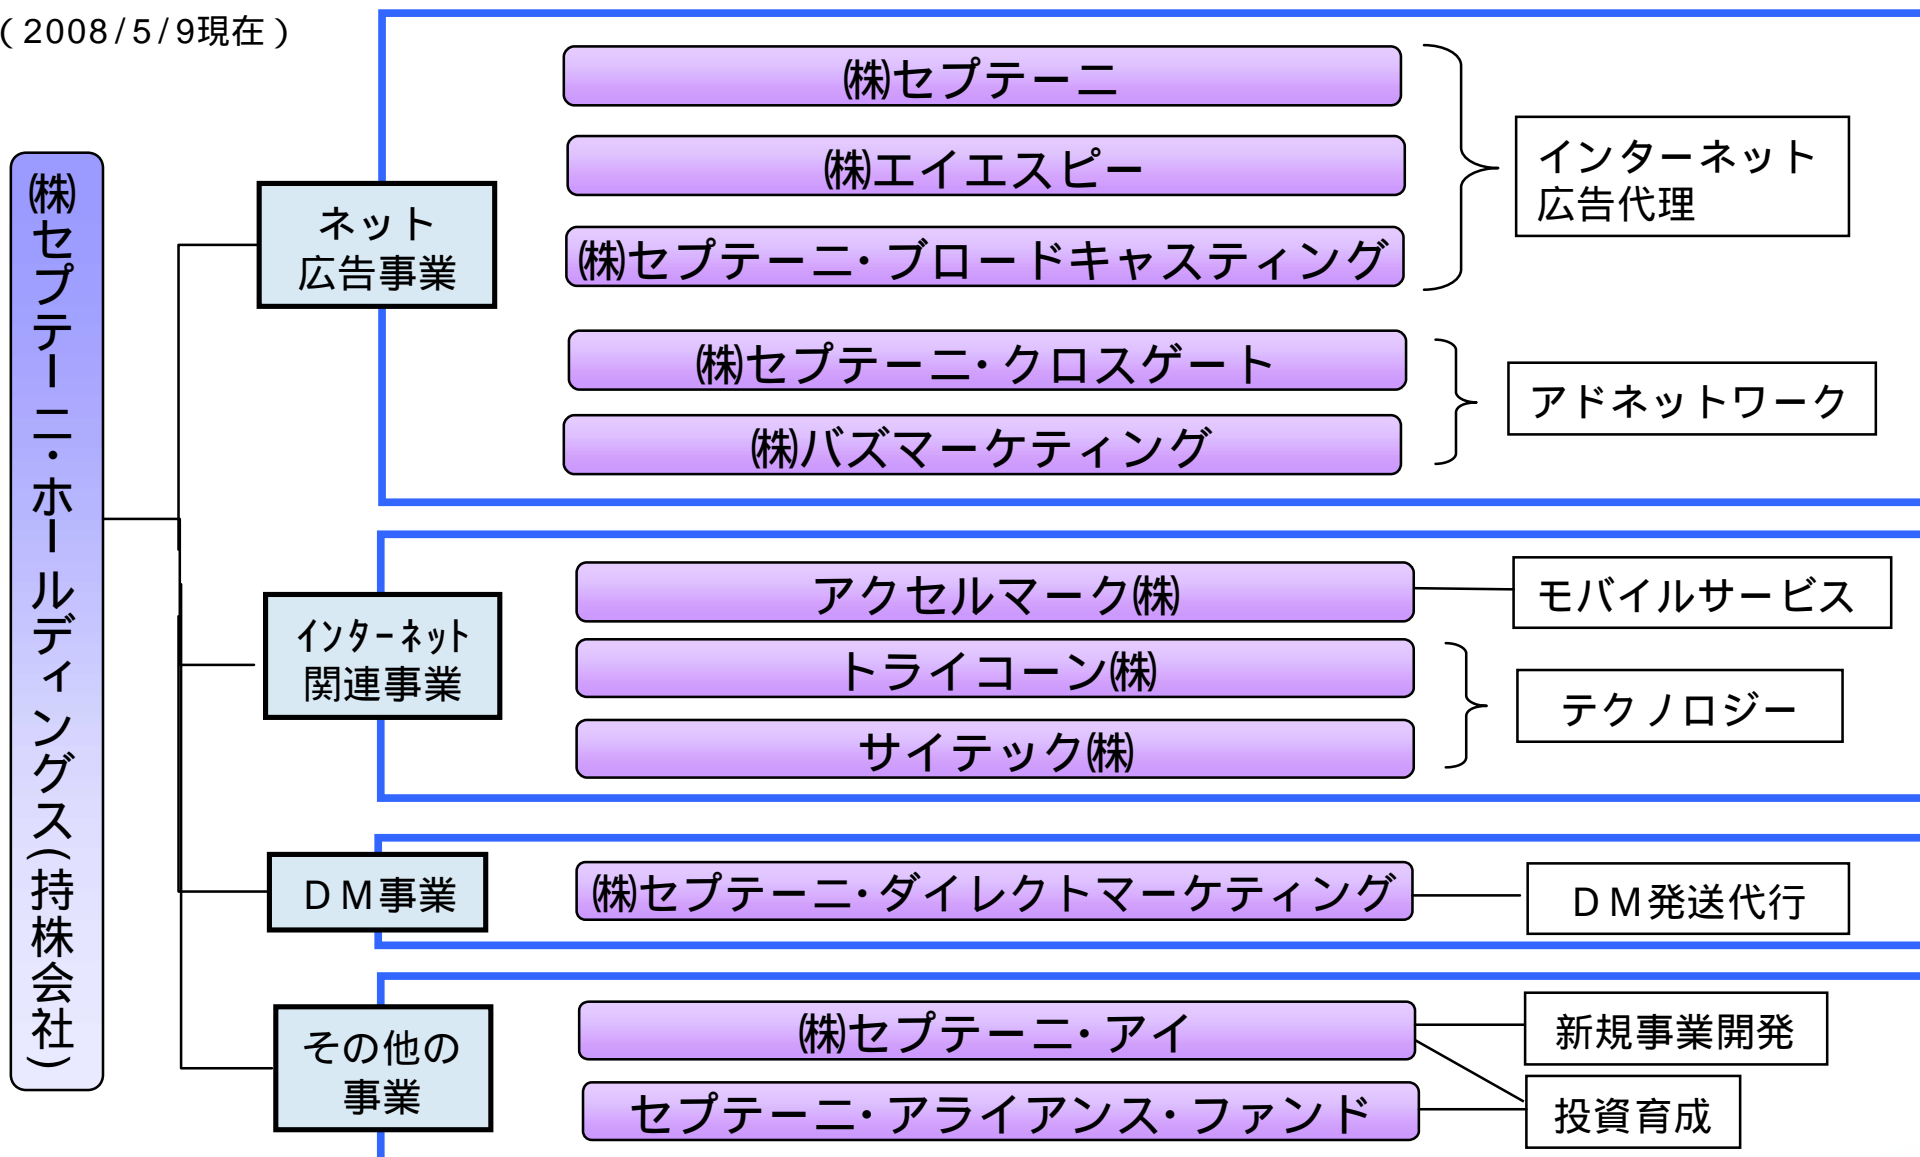 (2008/5/9現在)
㈱セプテーニ・ホールディングス(持株会社)
ネット
広告事業
㈱セプテーニ
㈱エイエスピー
㈱セプテーニ・ブロードキャスティング
インターネット
広告代理
㈱セプテーニ・クロスゲート
㈱バズマーケティング
アドネットワーク
インターネット
関連事業
アクセルマーク㈱
モバイルサービス
トライコーン㈱
サイテック㈱
テクノロジー
DM事業
㈱セプテーニ・ダイレクトマーケティング
DM発送代行
その他の
事業
㈱セプテーニ・アイ
新規事業開発
セプテーニ・アライアンス・ファンド
投資育成